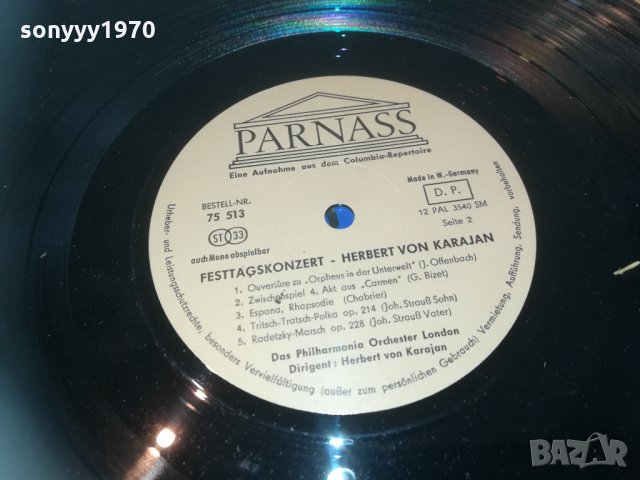 sonyyy1970
PARNASS
Eine Aufnahme aus dem Columbia-Repertoire
BESTELL-NR.
75 513
ST 33
auch Mono abspielbar
Made in W.-Germany
D. P.
12 PAL 3540 SM
Seite 2
FESTTAGSKONZERT - HERBERT VON KARAJAN
1. Ouvertüre zu „Orpheus in der Unterwelt" (J. Offenbach)
2. Zwischenspiel 4. Akt aus „Carmen" (G. Bizet)
3. Espana, Rhapsodie (Chabrier)
4. Tritsch-Tratsch-Polka op. 214 (Joh. Strauß Sohn)
5. Radetzky-Marsch op. 228 (Joh. Strauß Vater)
Das Philharmonia Orchester London
Dirigent: Herbert von Karajan
Urheber- und Leistungsschutzrechte, besonders Vervielfältigung (außer zum persönlichen Gebrauch) Vermietung, Aufführung, Sendung, vorbehalten
BAZAR